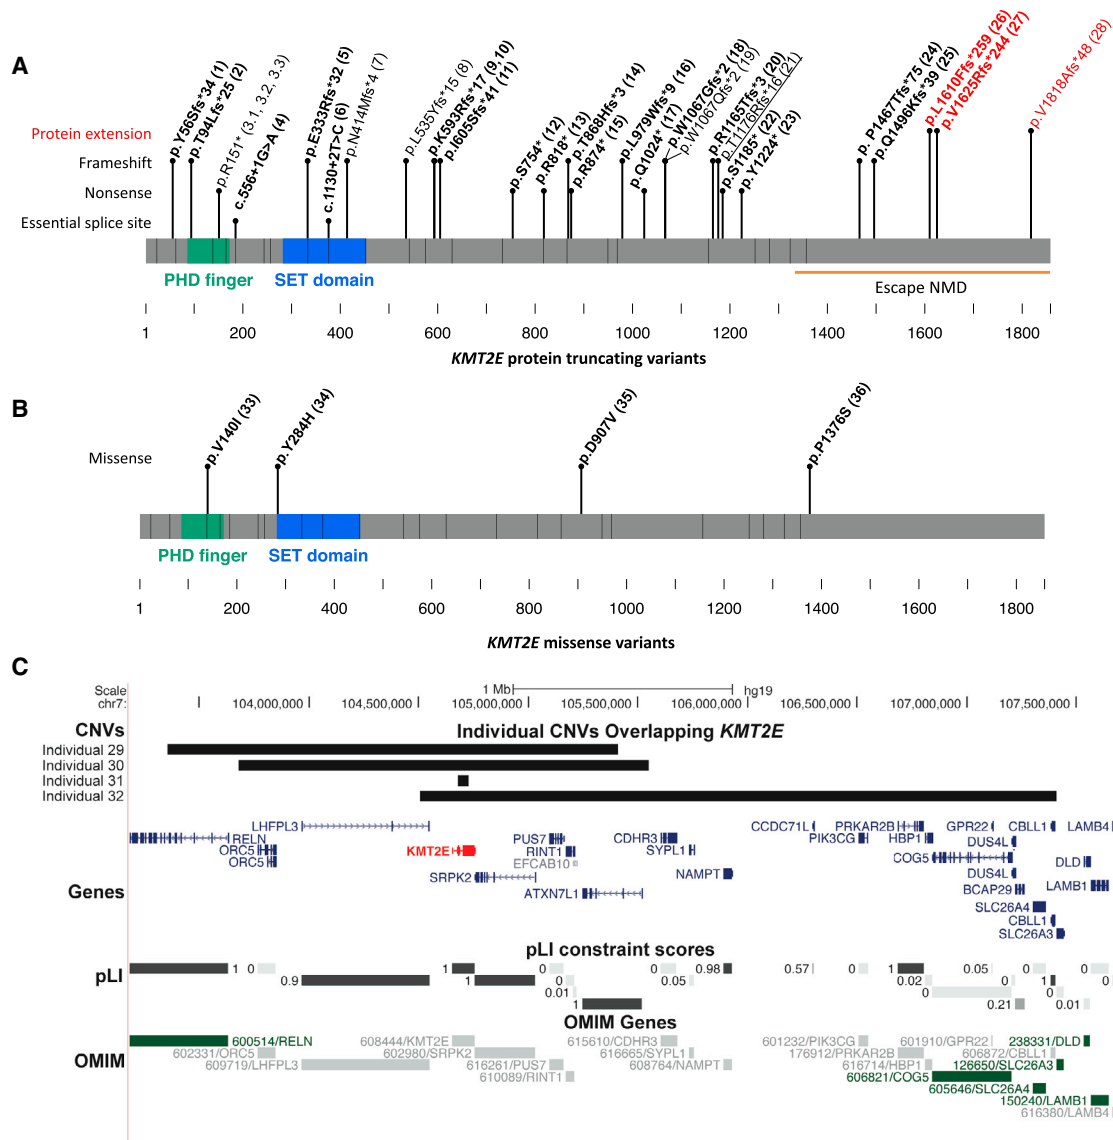 A
p.Y56Sfs*34 (1)
p.T94Lfs*25 (2)
p.R151* (3.1, 3.2, 3.3)
c.556+1G>A (4)
p.E333Rfs*32 (5)
c.1130+2T>C (6)
p.N414Mfs*4 (7)
p.L535Yfs*15 (8)
p.K593Rfs*17 (9,10)
p.I605Sfs*41 (11)
p.S754* (12)
p.R818* (13)
p.T868Hfs*3 (14)
p.R874* (15)
p.L979Wfs*9 (16)
p.Q1024* (17)
p.W1067Gfs*2 (18)
p.W1067Qfs*2 (19)
p.R1165Tfs*3 (20)
p.T1176Rfs*16 (21)
p.S1185* (22)
p.Y1224* (23)
p.P1467Tfs*75 (24)
p.Q1496Kfs*39 (25)
p.L1610Ffs*259 (26)
p.V1625Rfs*244 (27)
p.V1818Afs*48 (28)
Protein extension
Frameshift
Nonsense
Essential splice site
PHD finger
SET domain
Escape NMD
1 200 400 600 800 1000 1200 1400 1600 1800
KMT2E protein truncating variants
B
p.V140I (33)
p.Y284H (34)
p.D907V (35)
p.P1376S (36)
Missense
PHD finger
SET domain
1 200 400 600 800 1000 1200 1400 1600 1800
KMT2E missense variants
C
Scale
1 Mb
hg19
chr7:
104,000,000 104,500,000 105,000,000 105,500,000 106,000,000 106,500,000 107,000,000 107,500,000
CNVs
Individual CNVs Overlapping KMT2E
Individual 29
Individual 30
Individual 31
Individual 32
LHFPL3 CCDC71L PRKAR2B GPR22 CBLL1 LAMB4
RELN PUS7 CDHR3 PIK3CG HBP1
DUS4L
ORC5 KMT2E RINT1 SYPL1
COG5
ORC5 EFCAB10 DLD
SRPK2 NAMPT DUS4L
Genes
ATXN7L1 BCAP29 LAMB1
SLC26A4
CBLL1
SLC26A3
pLI constraint scores
pLI
1 0 1 0 0 0.98 0.57 0 1 0.05 0 0
0.9 1 0 0.05 0.02 0 1 0
0.01 0
1 0.21 0.01
OMIM Genes
OMIM
600514/RELN 608444/KMT2E 615610/CDHR3 601232/PIK3CG 601910/GPR22 238331/DLD
602331/ORC5 602980/SRPK2 616665/SYPL1 176912/PRKAR2B 606872/CBLL1
609719/LHFPL3 616261/PUS7 608764/NAMPT 616714/HBP1 126650/SLC26A3
610089/RINT1 606821/COG5
605646/SLC26A4
150240/LAMB1
616380/LAMB4